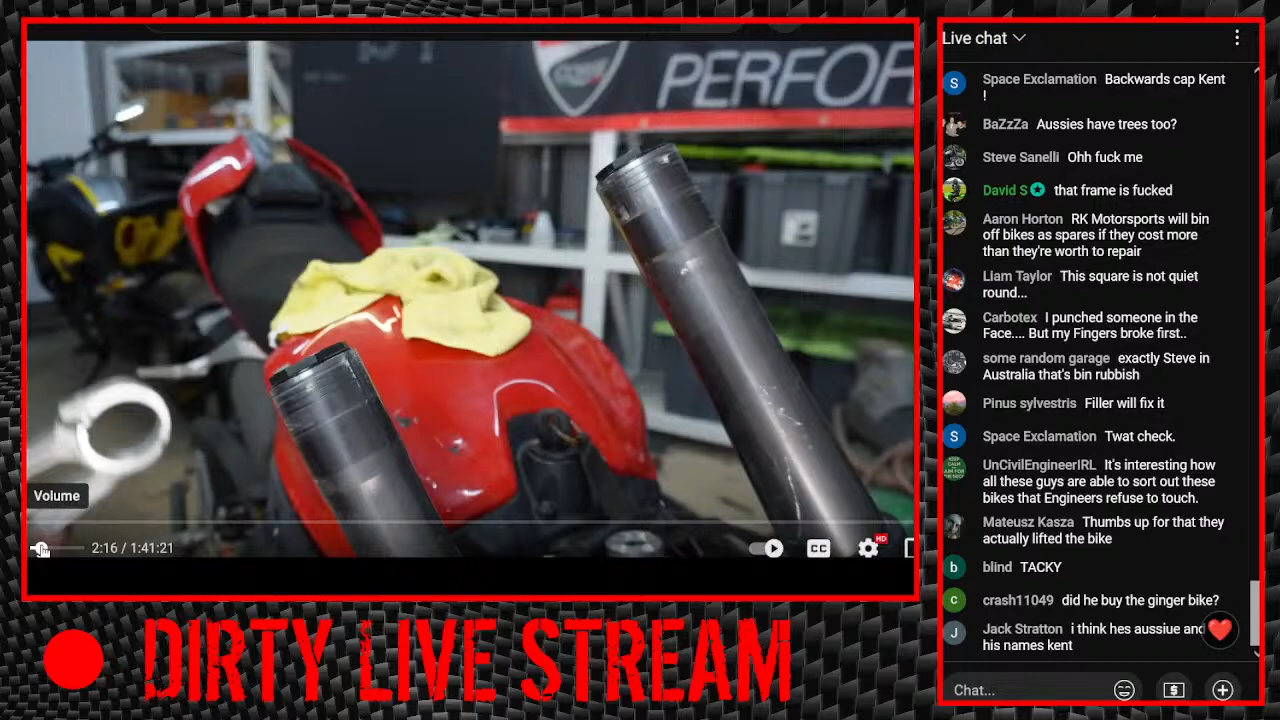 PERFOR
Volume
2:16 / 1:41:21
CC
HD
DIRTY LIVE STREAM
Live chat
Space Exclamation Backwards cap Kent
!
BaZzZa Aussies have trees too?
Steve Sanelli Ohh fuck me
David S that frame is fucked
Aaron Horton RK Motorsports will bin
off bikes as spares if they cost more
than they're worth to repair
Liam Taylor This square is not quiet
round...
Carbotex I punched someone in the
Face.... But my Fingers broke first..
some random garage exactly Steve in
Australia that's bin rubbish
Pinus sylvestris Filler will fix it
S Space Exclamation Twat check.
UnCivilEngineerIRL It's interesting how
all these guys are able to sort out these
bikes that Engineers refuse to touch.
Mateusz Kasza Thumbs up for that they
actually lifted the bike
b blind TACKY
c crash11049 did he buy the ginger bike?
J Jack Stratton i think hes aussiue and
his names kent
Chat...